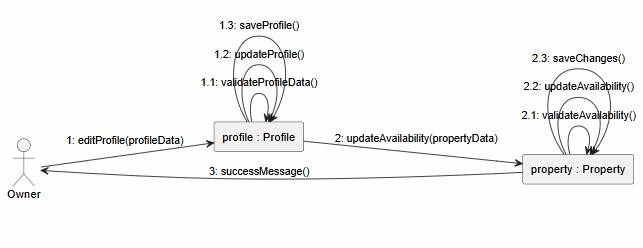 1.3: saveProfile()
1.2: updateProfile()
1.1: validateProfileData()
2.3: saveChanges()
2.2: updateAvailability()
2.1: validateAvailability()
1: editProfile(profileData)
profile : Profile
2: updateAvailability(propertyData)
3: successMessage()
property : Property
Owner